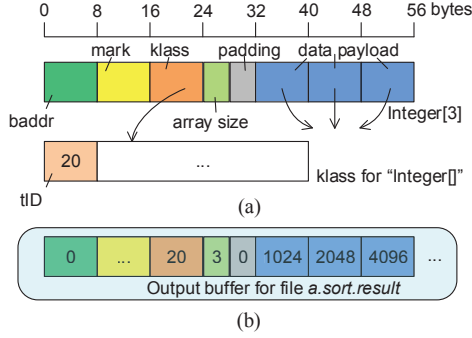 0 8 16 24 32 40 48 56 bytes
mark klass padding data payload
baddr array size Integer[3]
20 ...
tID klass for "Integer[]"
(a)
0 ... 20 3 0 1024 2048 4096 ...
Output buffer for file a.sort.result
(b)